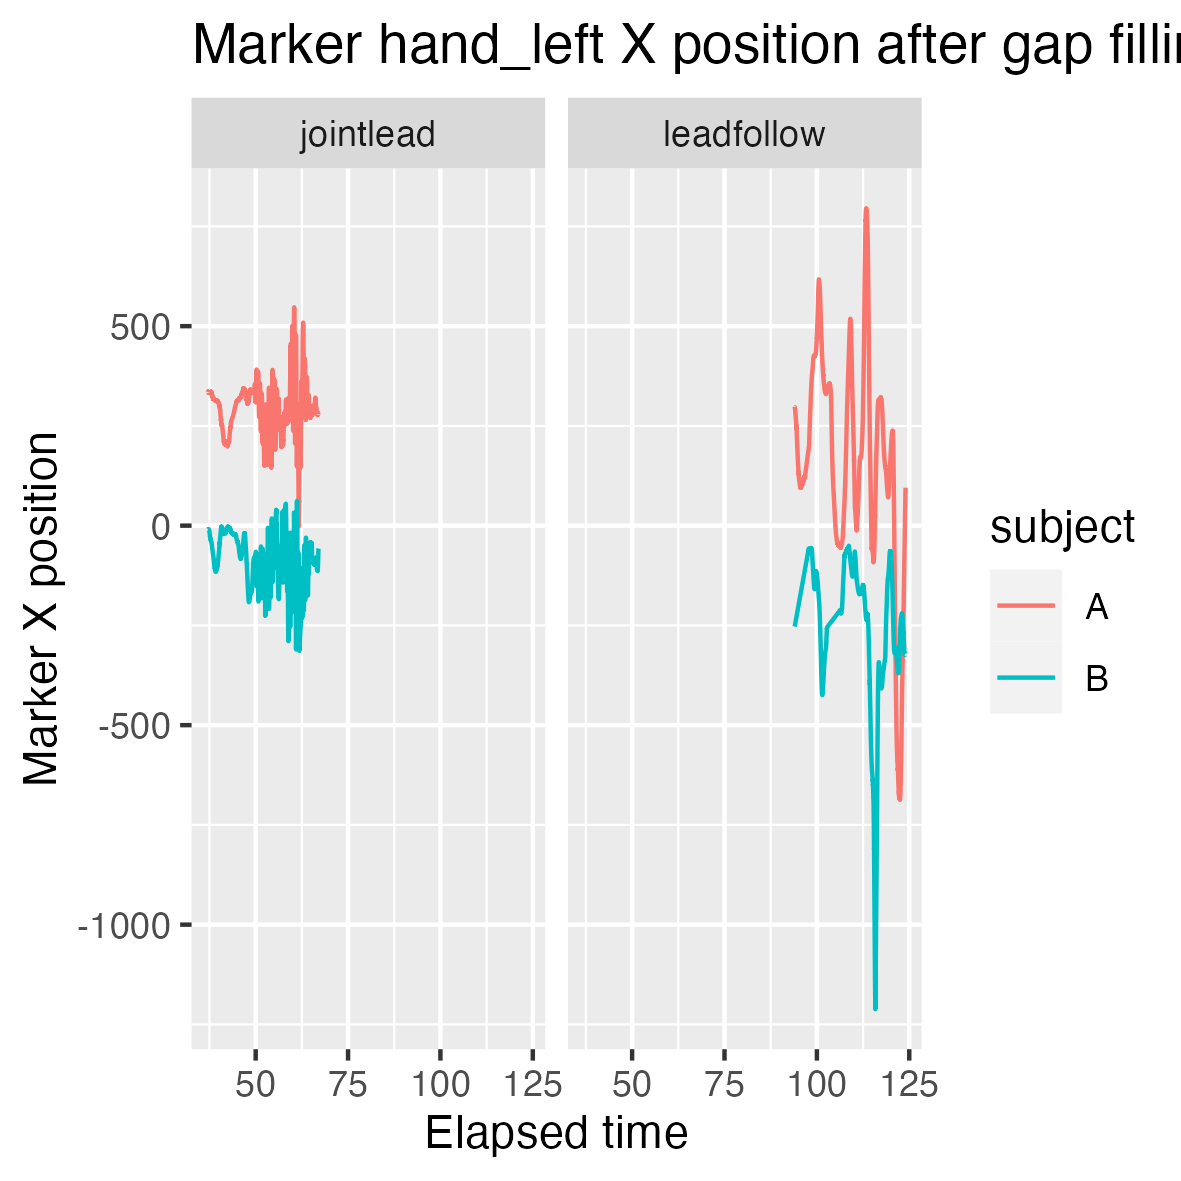 Marker hand_left X position after gap fillin
jointlead
leadfollow
Marker X position
500
0
-500
-1000
50 75 100 125
50 75 100 125
Elapsed time
subject
A
B